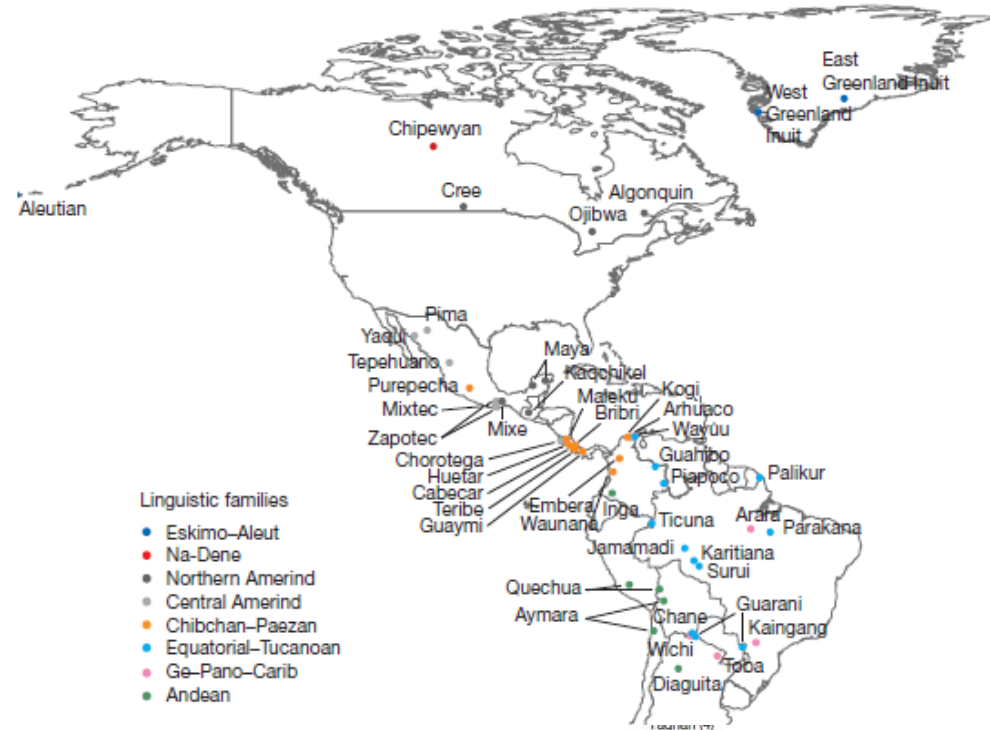 East
Greenland Inuit
West
Greenland
Inuit
Chipewyan
Cree
Algonquin
Ojibwa
Aleutian
Pima
Yaqui
Tepehuano
Maya
Kaqchikel
Purepecha
Maleku
Kogi
Mixtec
Bribri
Arhuaco
Mixe
Wayuu
Zapotec
Chorotega
Guahibo
Huetar
Piapoco
Palikur
Cabecar
Teribe
Embera
Inga
Guaymi
Waunana
Ticuna
Arara
Parakana
Jamamadi
Karitiana
Surui
Quechua
Aymara
Chane
Guarani
Kaingang
Wichi
Toba
Diaguita
Linguistic families
Eskimo–Aleut
Na-Dene
Northern Amerind
Central Amerind
Chibchan–Paezan
Equatorial–Tucanoan
Ge–Pano–Carib
Andean